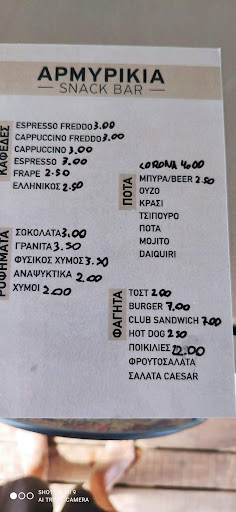 ΑΡΜΥΡΙΚΙΑ
SNACK BAR
ΚΑΦΕΔΕΣ
ESPRESSO FREDDO 3.00
CAPPUCCINO FREDDO 3.00
CAPPUCCINO 3.00
ESPRESSO 3.00
FRAPE 2.50
ΕΛΛΗΝΙΚΟΣ 2.50
ΡΟΦΗΜΑΤΑ
ΣΟΚΟΛΑΤΑ 3.00
ΓΡΑΝΙΤΑ 3.50
ΦΥΣΙΚΟΣ ΧΥΜΟΣ 3.50
ΑΝΑΨΥΚΤΙΚΑ 2.00
ΧΥΜΟΙ 2.00
ΠΟΤΑ
CORONA 4.00
ΜΠΥΡΑ/BEER 2.50
ΟΥΖΟ
ΚΡΑΣΙ
ΤΣΙΠΟΥΡΟ
ΠΟΤΑ
MOJITO
DAIQUIRI
ΦΑΓΗΤΑ
ΤΟΣΤ 2.00
BURGER 7.00
CLUB SANDWICH 7.00
HOT DOG 2.50
ΠΟΙΚΙΛΙΕΣ 12.00
ΦΡΟΥΤΟΣΑΛΑΤΑ
ΣΑΛΑΤΑ CAESAR
AI CAMERA